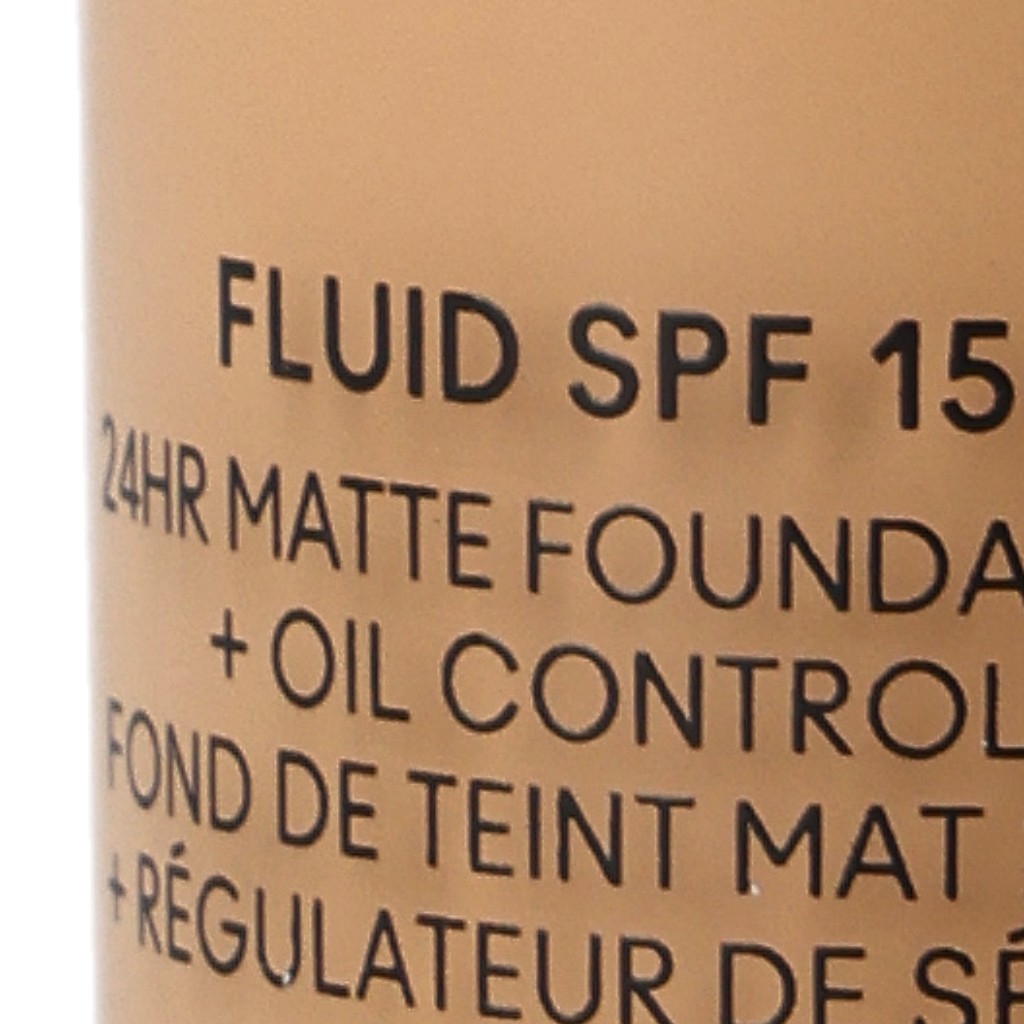 FLUID SPF 15
24HR MATTE FOUNDA
+ OIL CONTROL
FOND DE TEINT MAT
+RÉGULATEUR DE SÉ